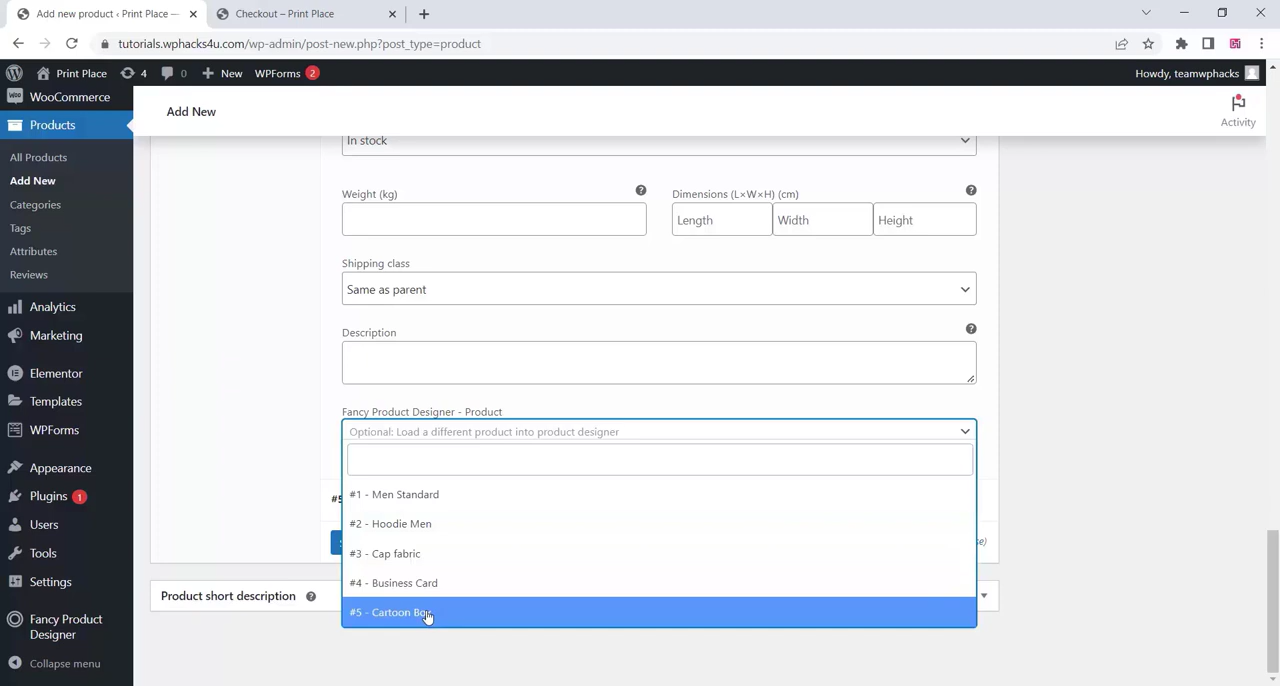 Add new product ‹ Print Place —
Checkout – Print Place
tutorials.wphacks4u.com/wp-admin/post-new.php?post_type=product
Print Place
4
0
New
WPForms 2
Howdy, teamwphacks
WooCommerce
Products
All Products
Add New
Categories
Tags
Attributes
Reviews
Analytics
Marketing
Elementor
Templates
WPForms
Appearance
Plugins 1
Users
Tools
Settings
Fancy Product
Designer
Collapse menu
Add New
Activity
In stock
Weight (kg)
Dimensions (L×W×H) (cm)
Length
Width
Height
Shipping class
Same as parent
Description
Fancy Product Designer - Product
Optional: Load a different product into product designer
#1 - Men Standard
#2 - Hoodie Men
#3 - Cap fabric
#4 - Business Card
#5 - Cartoon
Product short description